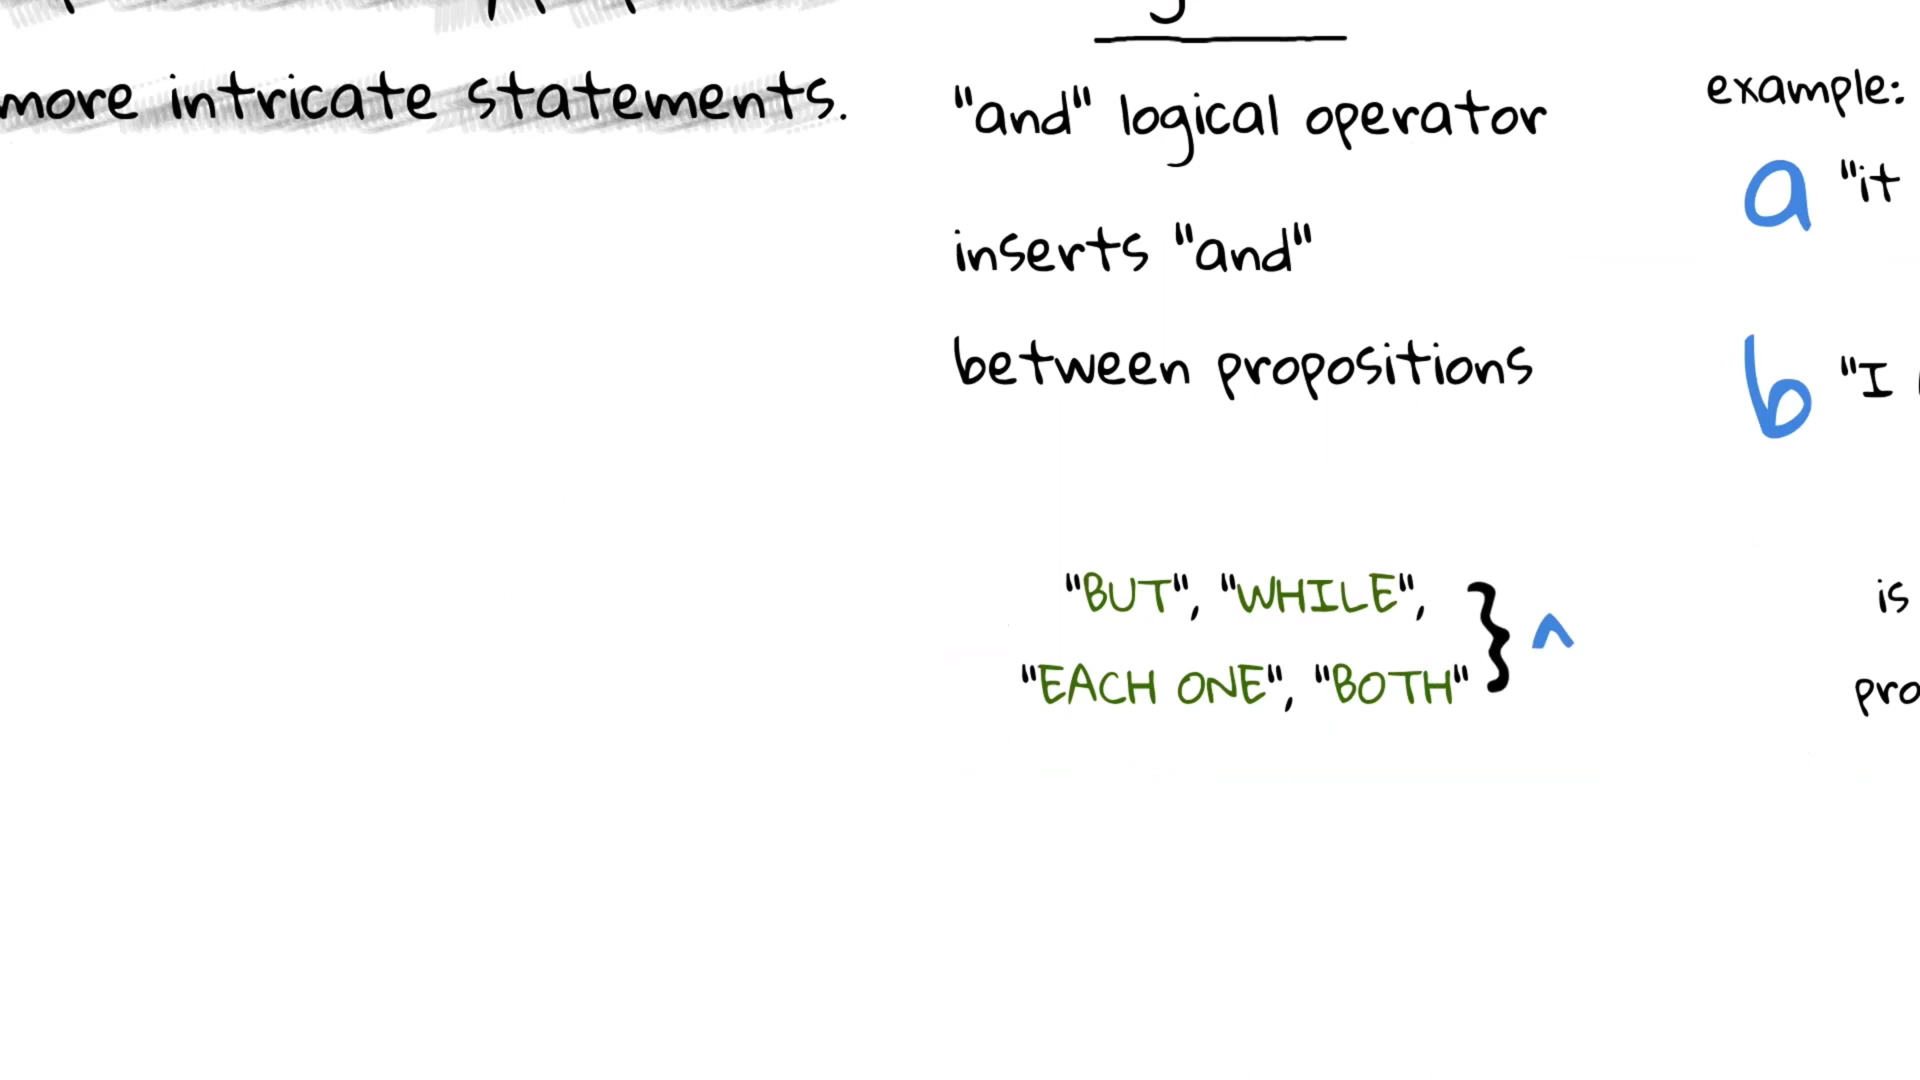 more intricate statements.
"and" logical operator
inserts "and"
between propositions
"BUT", "WHILE",
"EACH ONE", "BOTH" } ^
example:
a "it
b "I
is